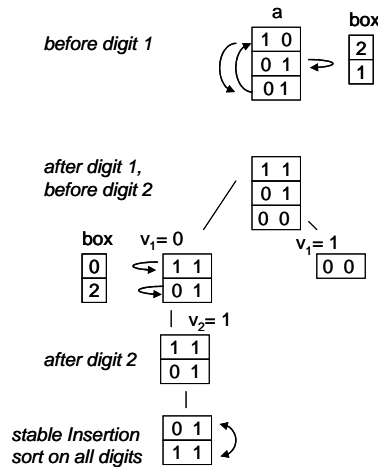 a
box
before digit 1
1 0
0 1
0 1
2
1
after digit 1,
before digit 2
1 1
0 1
0 0
box
v1= 0
v1= 1
0
2
1 1
0 1
0 0
v2= 1
after digit 2
1 1
0 1
stable Insertion
sort on all digits
0 1
1 1